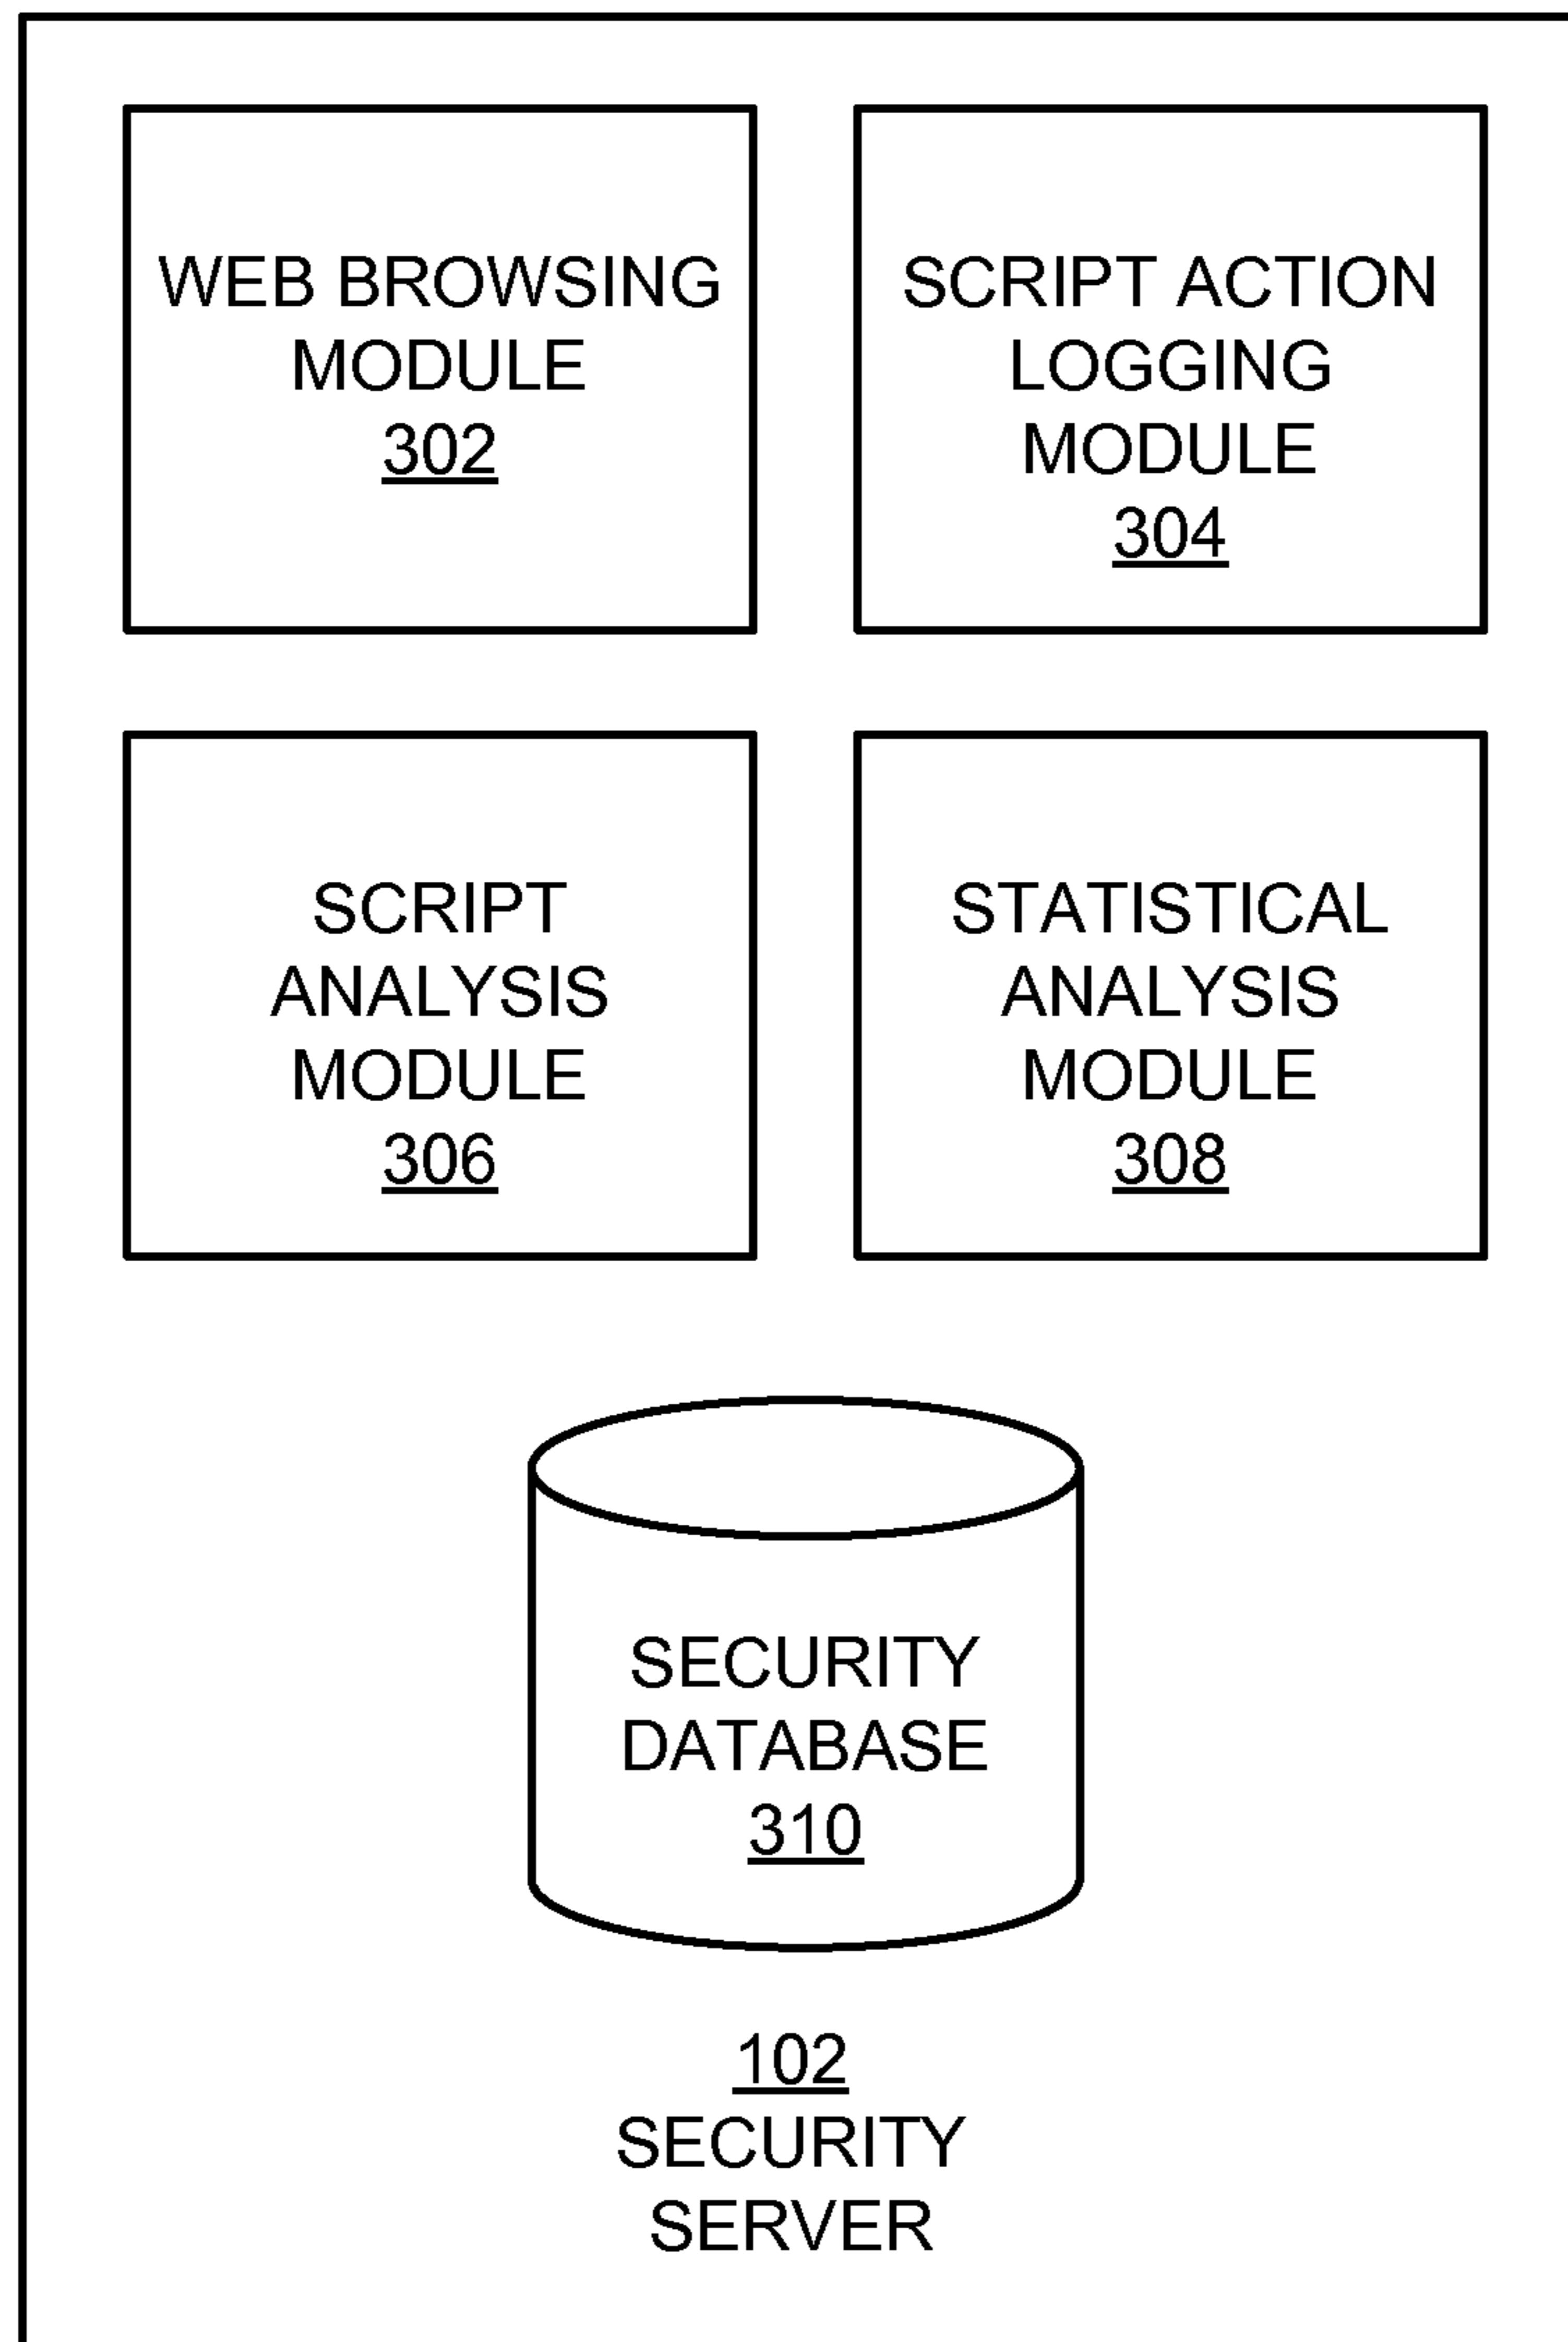 WEB BROWSING
MODULE
302
SCRIPT ACTION
LOGGING
MODULE
304
SCRIPT
ANALYSIS
MODULE
306
STATISTICAL
ANALYSIS
MODULE
308
SECURITY
DATABASE
310
102
SECURITY
SERVER